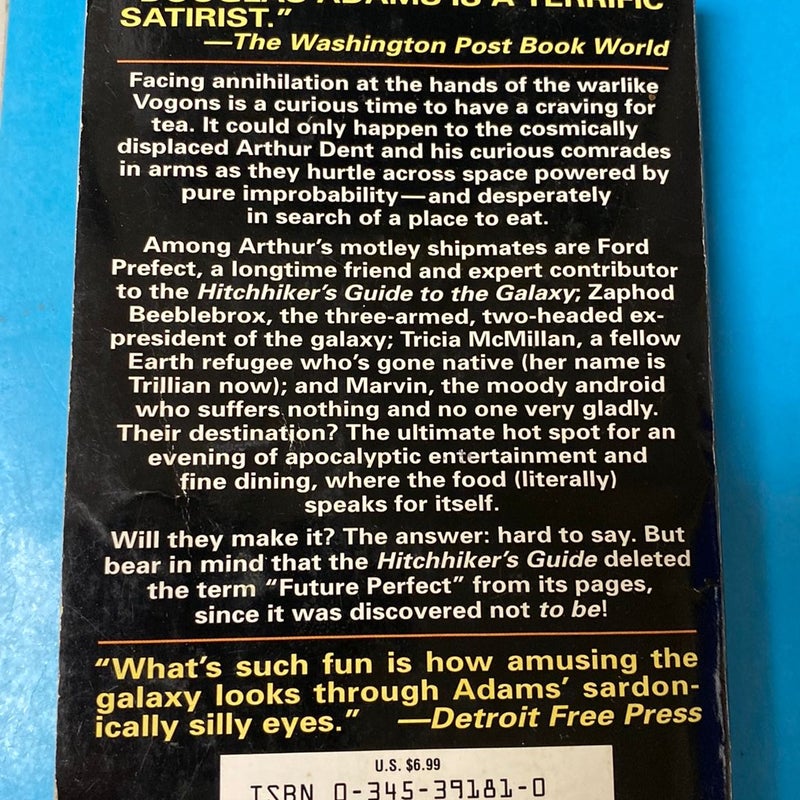 "DOUGLAS ADAMS IS A TERRIFIC
SATIRIST."
—The Washington Post Book World
Facing annihilation at the hands of the warlike
Vogons is a curious time to have a craving for
tea. It could only happen to the cosmically
displaced Arthur Dent and his curious comrades
in arms as they hurtle across space powered by
pure improbability—and desperately
in search of a place to eat.
Among Arthur's motley shipmates are Ford
Prefect, a longtime friend and expert contributor
to the Hitchhiker's Guide to the Galaxy; Zaphod
Beeblebrox, the three-armed, two-headed ex-
president of the galaxy; Tricia McMillan, a fellow
Earth refugee who's gone native (her name is
Trillian now); and Marvin, the moody android
who suffers nothing and no one very gladly.
Their destination? The ultimate hot spot for an
evening of apocalyptic entertainment and
fine dining, where the food (literally)
speaks for itself.
Will they make it? The answer: hard to say. But
bear in mind that the Hitchhiker's Guide deleted
the term "Future Perfect" from its pages,
since it was discovered not to be!
"What's such fun is how amusing the
galaxy looks through Adams' sardon-
ically silly eyes." —Detroit Free Press
U.S. $6.99
ISBN 0-345-39181-0